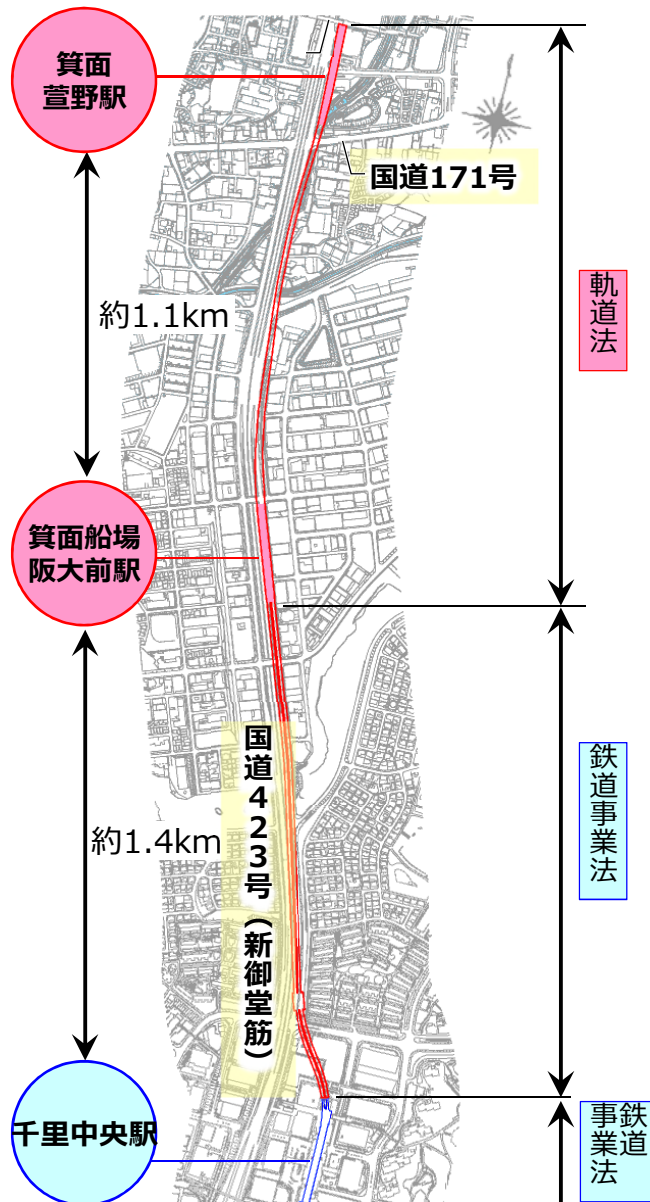 箕面
萱野駅
国道171号
約1.1km
軌道法
箕面船場
阪大前駅
国道423号(新御堂筋)
約1.4km
鉄道事業法
千里中央駅
鉄道
事業法